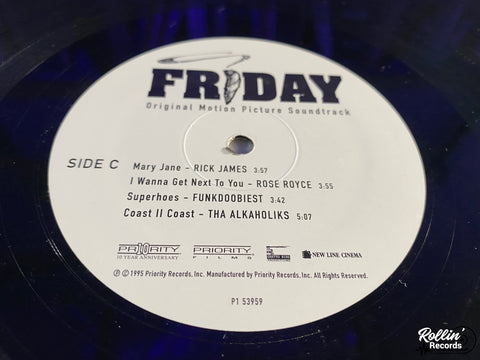 FRIDAY
Original Motion Picture Soundtrack
SIDE C
Mary Jane – RICK JAMES 3:57
I Wanna Get Next To You – ROSE ROYCE 3:55
Superhoes – FUNKDOOBIEST 3:42
Coast II Coast – THA ALKAHOLIKS 5:07
PRIORITY
10 YEAR ANNIVERSARY
PRIORITY
FILMS
NEW LINE CINEMA
℗ © 1995 Priority Records, Inc. Manufactured by Priority Records, Inc. All Rights Reserved.
P1 53959
Rollin'
Records